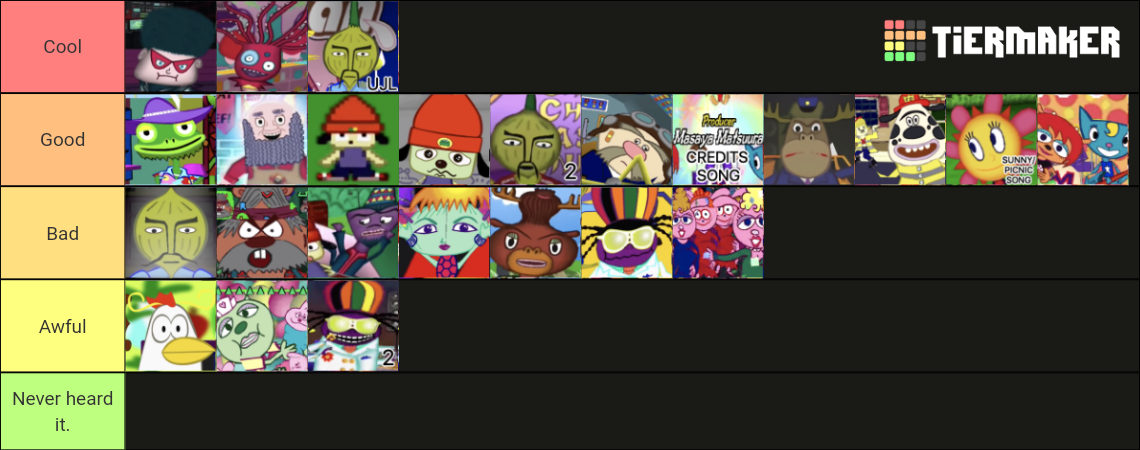 Cool
UJL
TiERMAKER
Good
2
Producer
Masaya Matsuura
CREDITS
SONG
SUNNY/
PICNIC
SONG
Bad
Awful
2
Never heard
it.